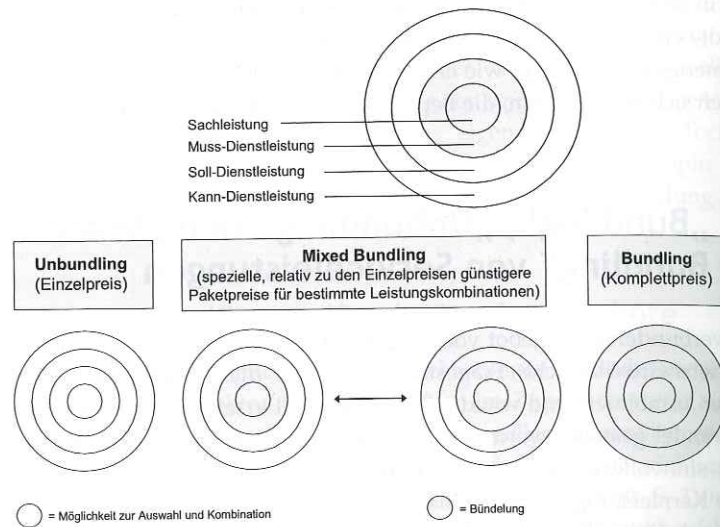 Sachleistung
Muss-Dienstleistung
Soll-Dienstleistung
Kann-Dienstleistung
Unbundling
(Einzelpreis)
Mixed Bundling
(spezielle, relativ zu den Einzelpreisen günstigere
Paketpreise für bestimmte Leistungskombinationen)
Bundling
(Komplettpreis)
= Möglichkeit zur Auswahl und Kombination
= Bündelung